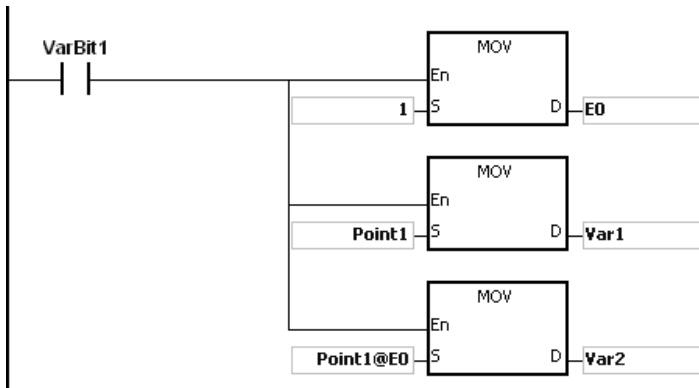 VarBit1
MOV
En
1 S D E0
MOV
En
Point1 S D Var1
MOV
En
Point1@E0 S D Var2